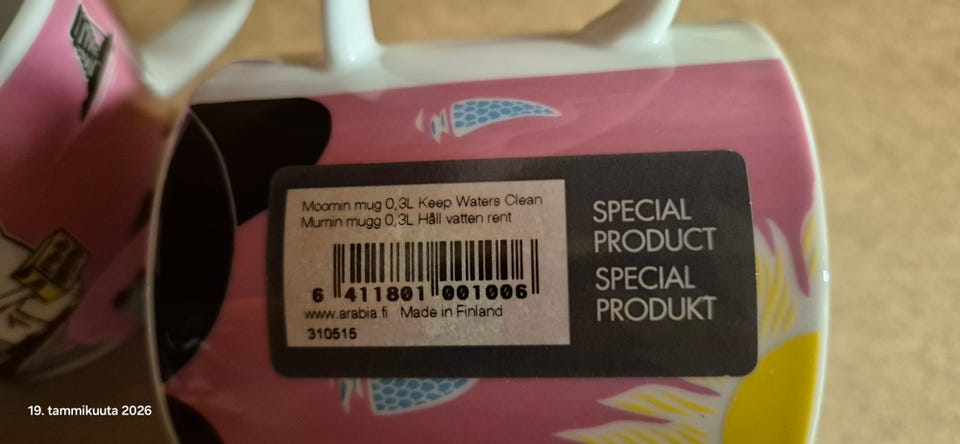 Moomin mug 0,3L Keep Waters Clean
Mumin mugg 0,3L Håll vatten rent
6 411801 001006
www.arabia.fi Made in Finland
310515
SPECIAL
PRODUCT
SPECIAL
PRODUKT
19. tammikuuta 2026